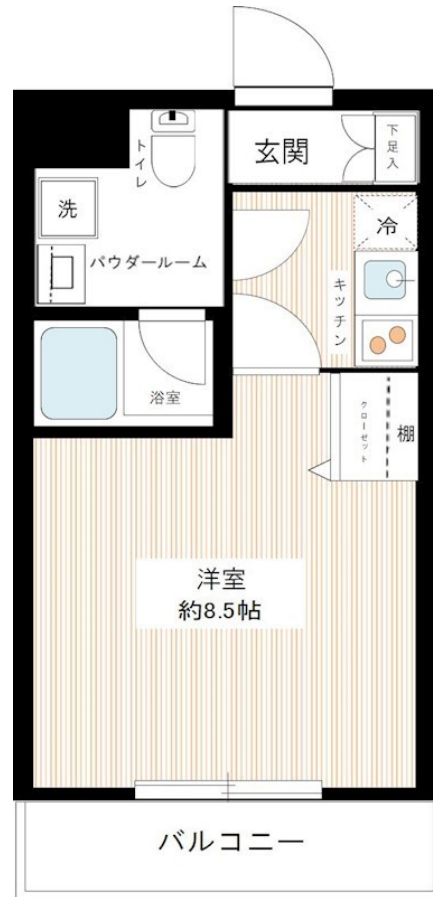 トイレ
玄関
下足入
洗
冷
パウダールーム
キッチン
浴室
クローゼット
棚
洋室
約8.5帖
バルコニー